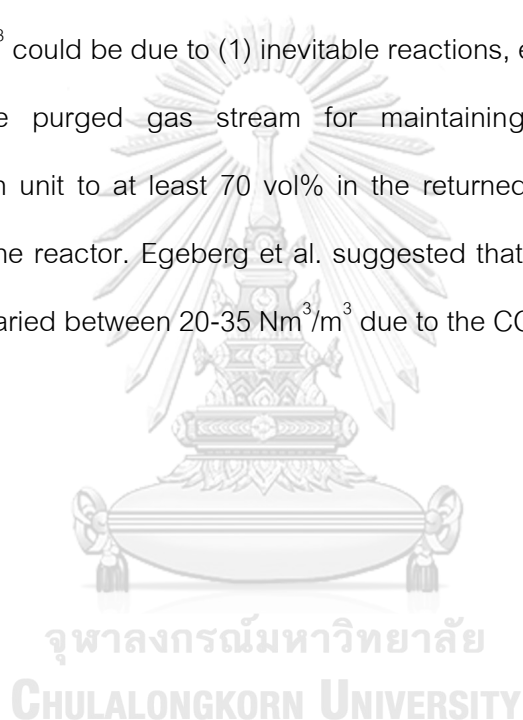 ³ could be due to (1) inevitable reactions, e
purged gas stream for maintaining
unit to at least 70 vol% in the returned
reactor. Egeberg et al. suggested that
between 20-35 Nm³/m³ due to the CO
จุฬาลงกรณ์มหาวิทยาลัย
CHULALONGKORN UNIVERSITY